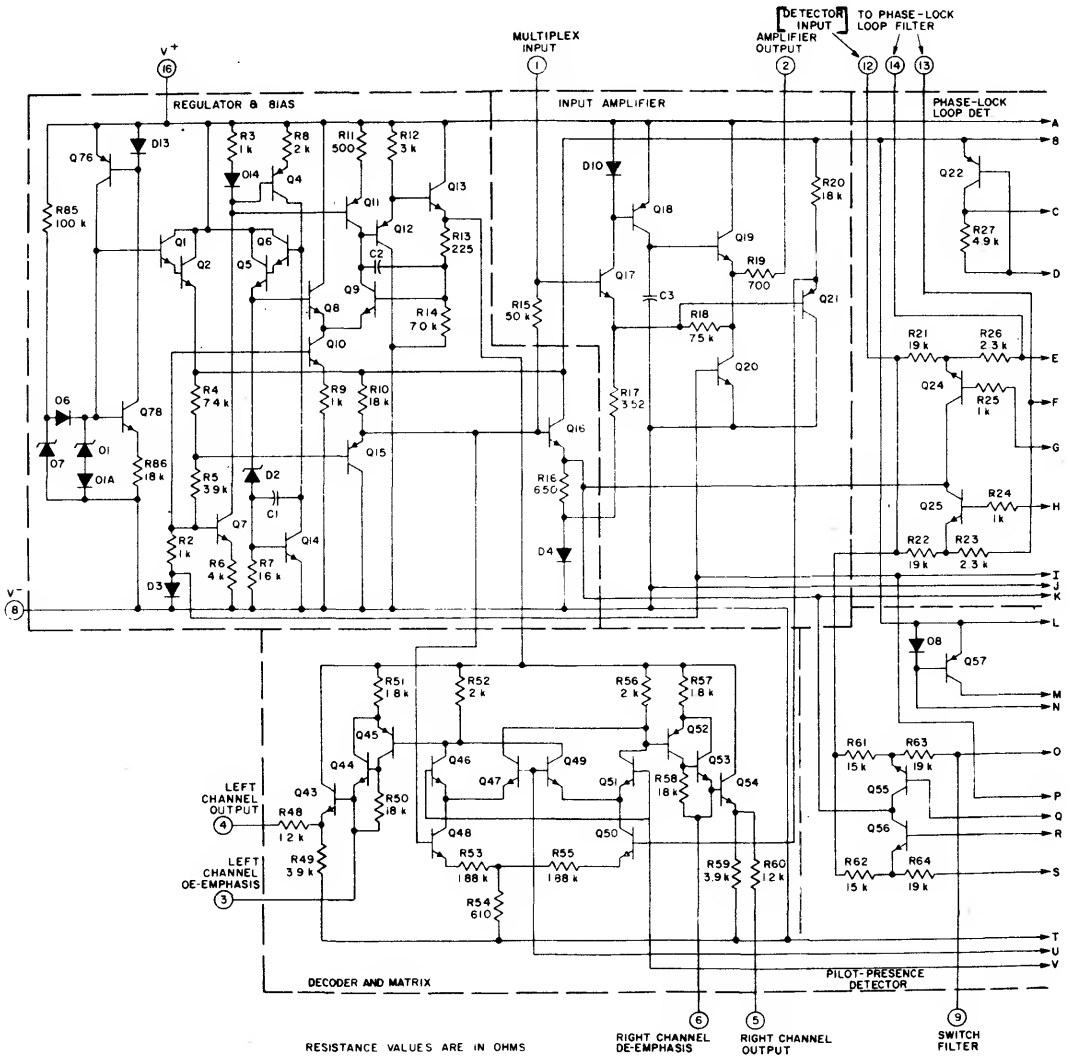 [DETECTOR INPUT]
TO PHASE-LOCK
LOOP FILTER
AMPLIFIER
OUTPUT
MULTIPLEX
INPUT
V+
16
1
2
12
14
13
REGULATOR & BIAS
INPUT AMPLIFIER
PHASE-LOCK
LOOP DET.
A
8
Q76
D13
R3
1k
R8
2k
R11
500
R12
3k
D14
Q4
Q13
D10
Q18
R20
18k
Q22
C
R85
100k
Q11
Q12
R13
225
R27
4.9k
D
Q1
Q2
Q6
Q5
C2
Q9
Q17
Q19
R19
700
Q8
R14
70k
R15
50k
C3
R18
75k
Q21
Q10
R21
19k
R26
2.3k
E
Q20
Q24
R25
1k
F
R4
74k
R9
1k
R10
18k
R17
3.52
D6
Q78
Q16
G
D7
D1
D1A
R86
18k
Q15
R5
3.9k
D2
R16
650
Q25
R24
1k
H
C1
R2
1k
Q7
Q14
R6
4k
R7
16k
D4
R22
19k
R23
2.3k
D3
I
J
K
V-
8
L
D8
Q57
M
N
R51
1.8k
R52
2k
R56
2k
R57
1.8k
Q45
Q52
Q44
Q46
Q47
Q49
Q51
Q53
Q54
R61
15k
R63
19k
O
Q43
R50
18k
R58
18k
Q55
P
Q
LEFT
CHANNEL
OUTPUT
4
R48
12k
Q48
Q50
Q56
R
R49
3.9k
R53
188k
R55
188k
R59
3.9k
R60
12k
R62
15k
R64
19k
S
LEFT
CHANNEL
DE-EMPHASIS
3
R54
610
T
U
V
DECODER AND MATRIX
PILOT-PRESENCE
DETECTOR
6
5
9
RIGHT CHANNEL
DE-EMPHASIS
RIGHT CHANNEL
OUTPUT
SWITCH
FILTER
RESISTANCE VALUES ARE IN OHMS